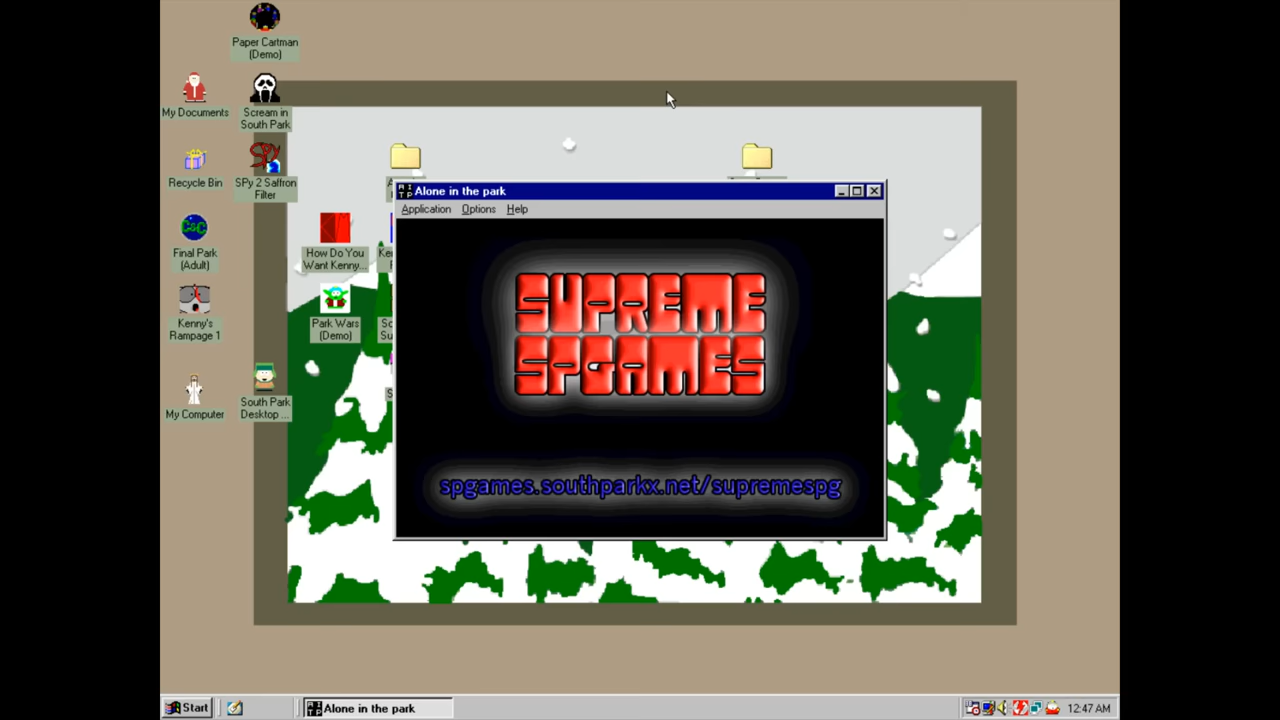 Paper Cartman
(Demo)
My Documents
Scream in
South Park
Recycle Bin
SPy 2 Saffron
Filter
Final Park
(Adult)
How Do You
Want Kenny...
Kenny's
Rampage 1
Park Wars
(Demo)
My Computer
South Park
Desktop ...
Alone in the park
Application Options Help
SUPREME
SPGAMES
spgames.southparkx.net/supremespg
Start
Alone in the park
12:47 AM